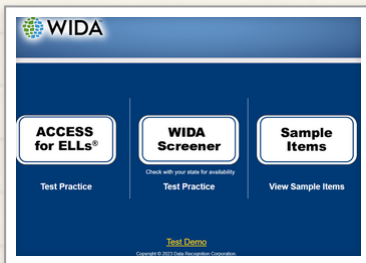 WIDA
ACCESS
for ELLs®
WIDA
Screener
Sample
Items
Check with your state for availability
Test Practice
Test Practice
View Sample Items
Test Demo
Copyright © 2023 Data Recognition Corporation.